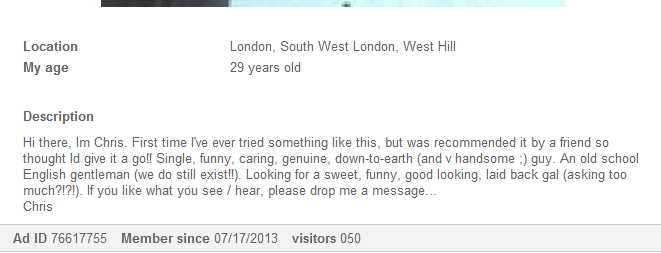 Location London, South West London, West Hill
My age 29 years old
Description
Hi there, Im Chris. First time I've ever tried something like this, but was recommended it by a friend so
thought Id give it a go!! Single, funny, caring, genuine, down-to-earth (and v handsome ;) guy. An old school
English gentleman (we do still exist!!). Looking for a sweet, funny, good looking, laid back gal (asking too
much?!?!). If you like what you see / hear, please drop me a message...
Chris
Ad ID 76617755 Member since 07/17/2013 visitors 050